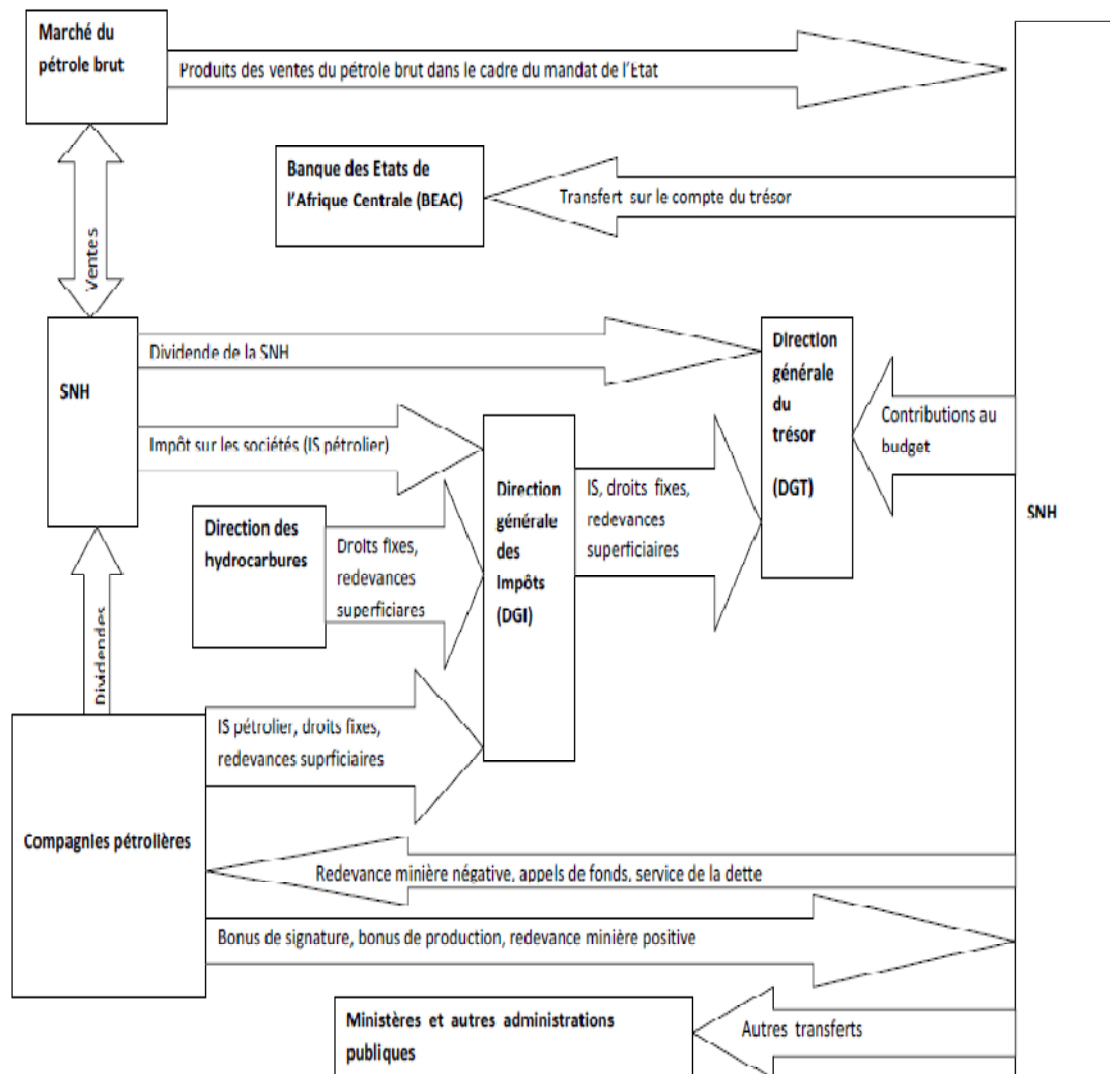 Marché du
pétrole brut
Produits des ventes du pétrole brut dans le cadre du mandat de l'Etat
Banque des Etats de
l'Afrique Centrale (BEAC)
Transfert sur le compte du trésor
Ventes
SNH
Dividende de la SNH
Impôt sur les sociétés (IS pétrolier)
Direction
générale
du
trésor
(DGT)
Contributions au
budget
SNH
Direction des
hydrocarbures
Droits fixes,
redevances
superficiares
Direction
générale
des
Impôts
(DGI)
IS, droits fixes,
redevances
superficiaires
Dividendes
IS pétrolier, droits fixes,
redevances suprficiaires
Compagnies pétrolières
Redevance minière négative, appels de fonds, service de la dette
Bonus de signature, bonus de production, redevance minière positive
Ministères et autres administrations
publiques
Autres transferts